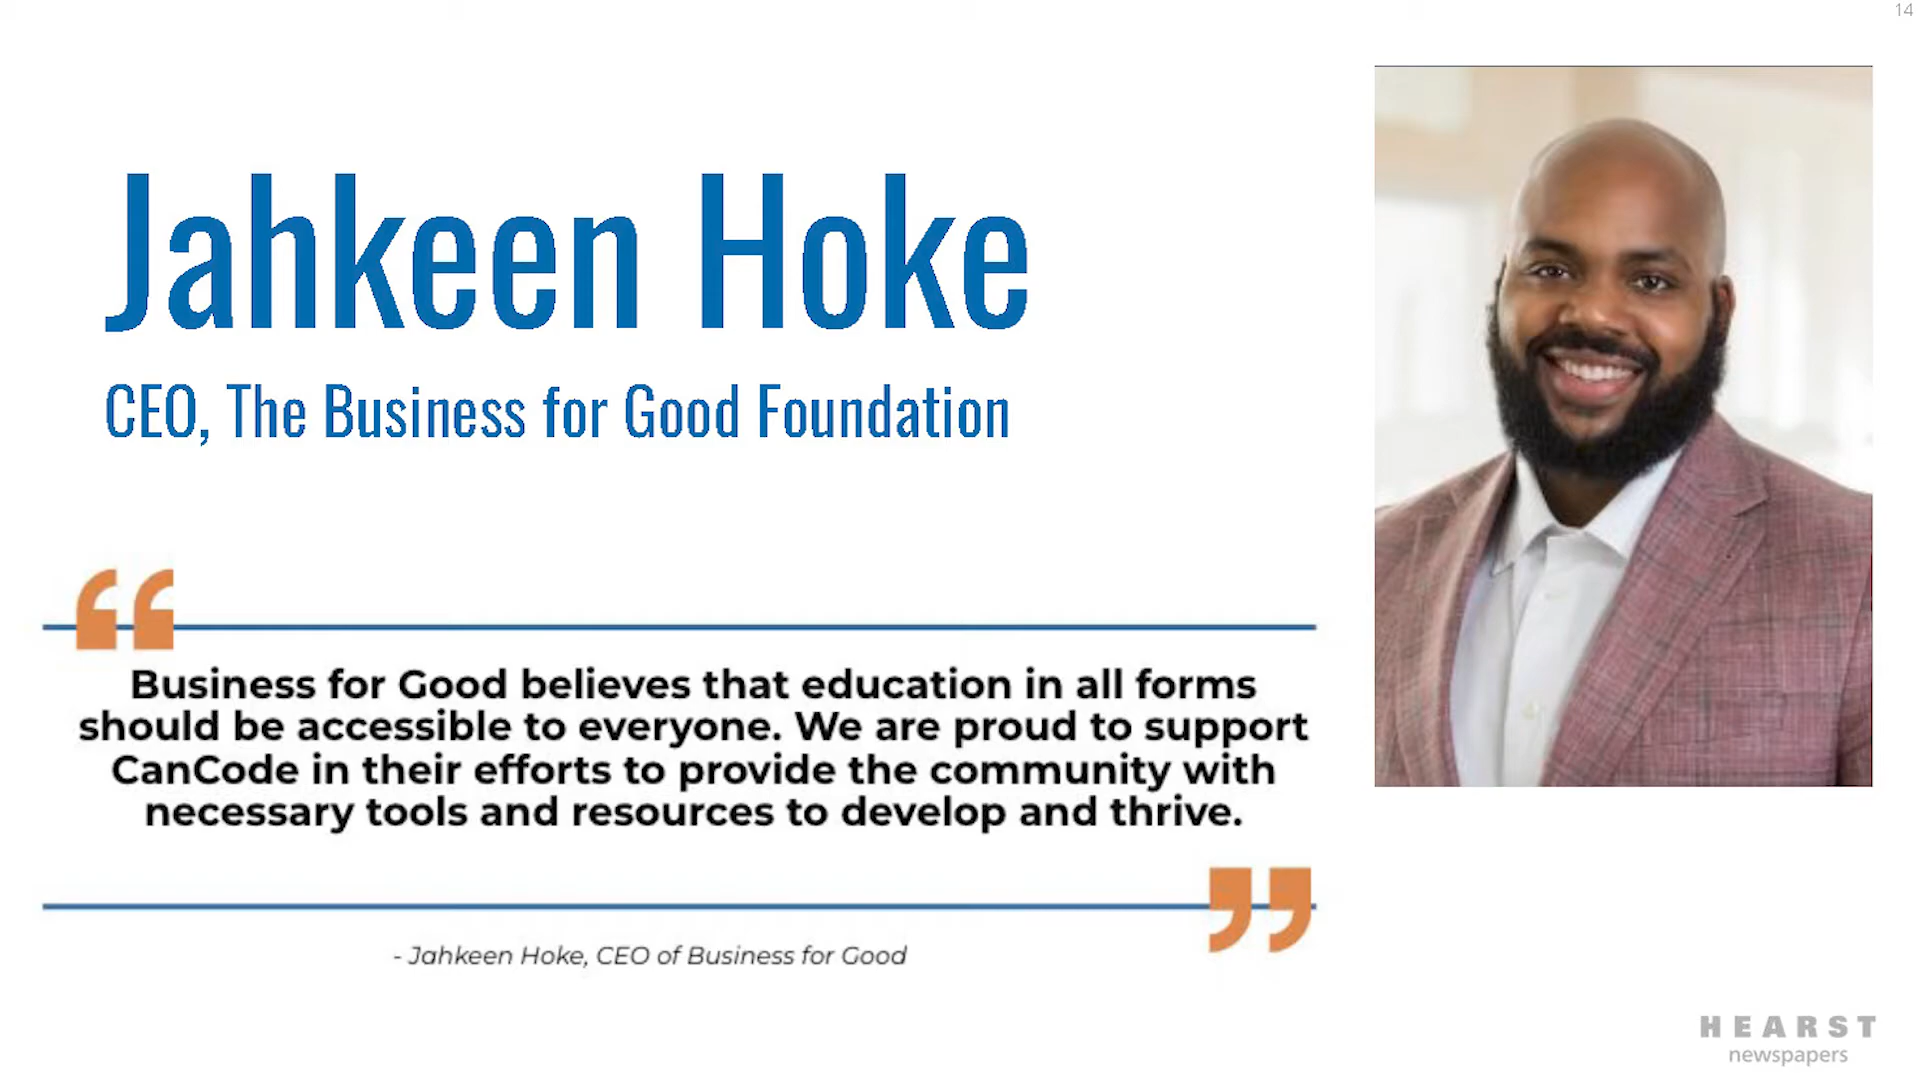 14
Jahkeen Hoke
CEO, The Business for Good Foundation
“
Business for Good believes that education in all forms
should be accessible to everyone. We are proud to support
CanCode in their efforts to provide the community with
necessary tools and resources to develop and thrive.
”
- Jahkeen Hoke, CEO of Business for Good
HEARST
newspapers